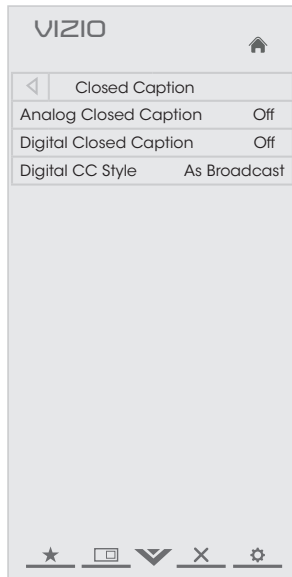 VIZIO
Closed Caption
Analog Closed Caption Off
Digital Closed Caption Off
Digital CC Style As Broadcast